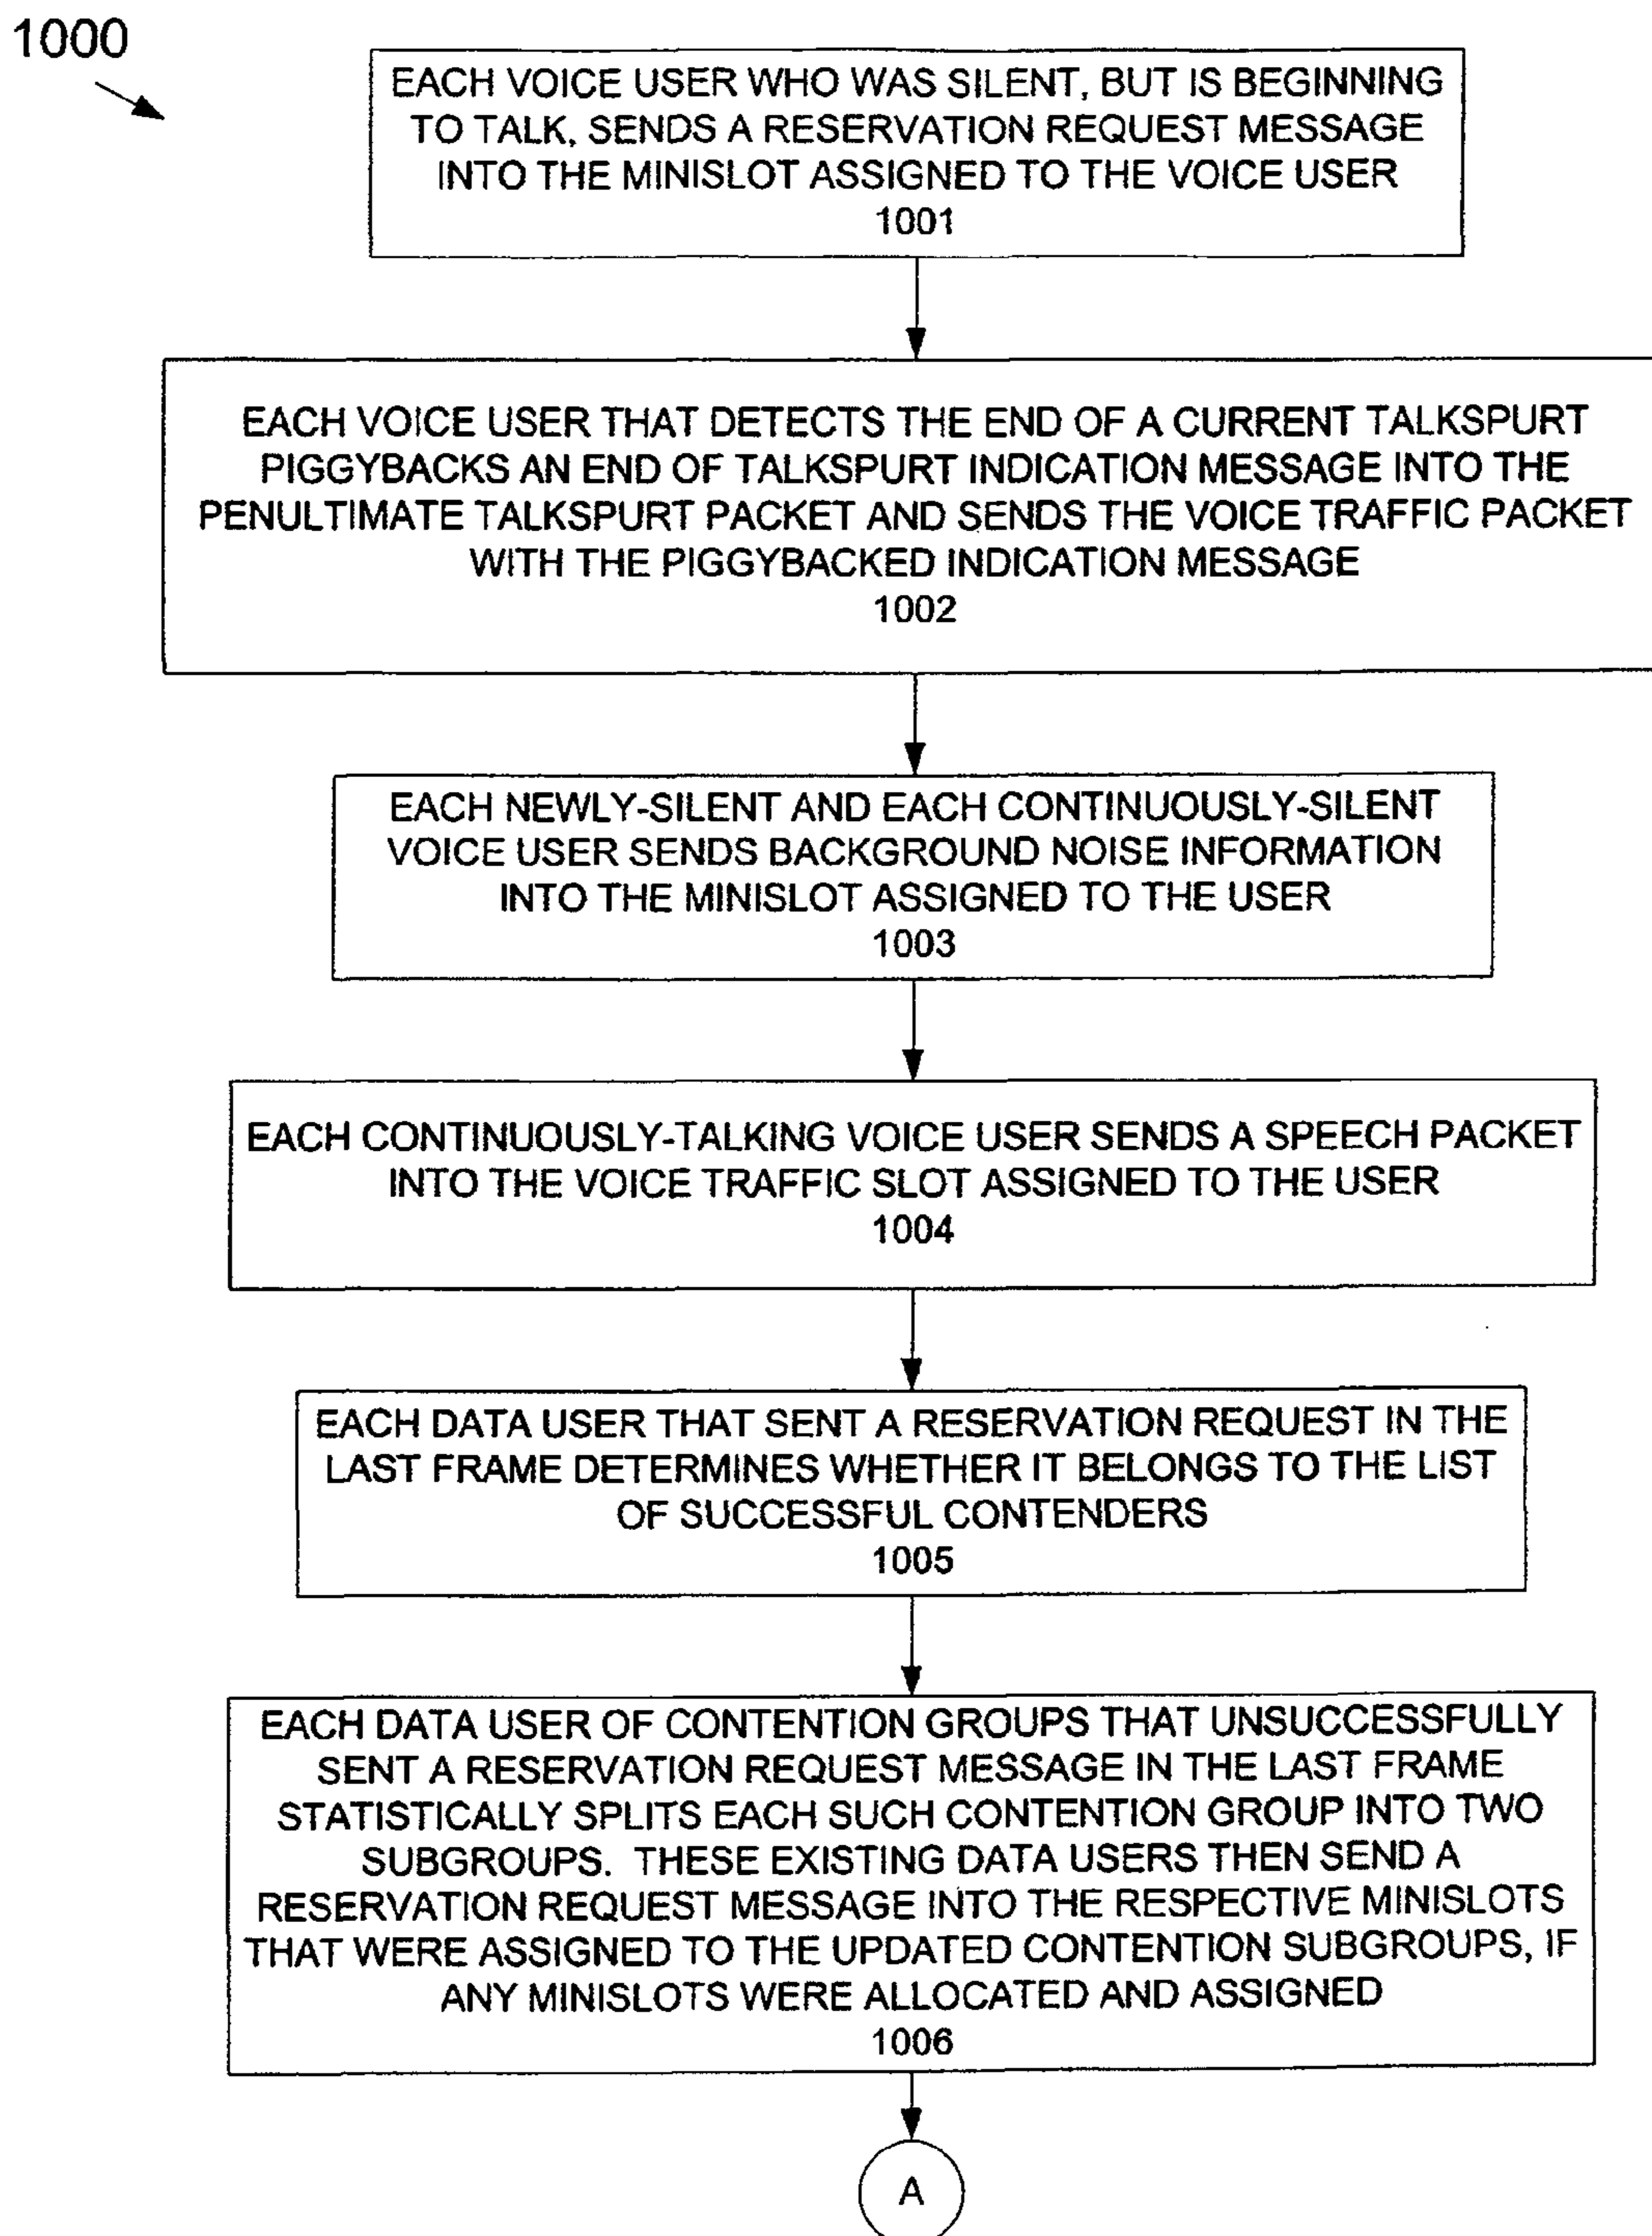 1000
EACH VOICE USER WHO WAS SILENT, BUT IS BEGINNING
TO TALK, SENDS A RESERVATION REQUEST MESSAGE
INTO THE MINISLOT ASSIGNED TO THE VOICE USER
1001
EACH VOICE USER THAT DETECTS THE END OF A CURRENT TALKSPURT
PIGGYBACKS AN END OF TALKSPURT INDICATION MESSAGE INTO THE
PENULTIMATE TALKSPURT PACKET AND SENDS THE VOICE TRAFFIC PACKET
WITH THE PIGGYBACKED INDICATION MESSAGE
1002
EACH NEWLY-SILENT AND EACH CONTINUOUSLY-SILENT
VOICE USER SENDS BACKGROUND NOISE INFORMATION
INTO THE MINISLOT ASSIGNED TO THE USER
1003
EACH CONTINUOUSLY-TALKING VOICE USER SENDS A SPEECH PACKET
INTO THE VOICE TRAFFIC SLOT ASSIGNED TO THE USER
1004
EACH DATA USER THAT SENT A RESERVATION REQUEST IN THE
LAST FRAME DETERMINES WHETHER IT BELONGS TO THE LIST
OF SUCCESSFUL CONTENDERS
1005
EACH DATA USER OF CONTENTION GROUPS THAT UNSUCCESSFULLY
SENT A RESERVATION REQUEST MESSAGE IN THE LAST FRAME
STATISTICALLY SPLITS EACH SUCH CONTENTION GROUP INTO TWO
SUBGROUPS. THESE EXISTING DATA USERS THEN SEND A
RESERVATION REQUEST MESSAGE INTO THE RESPECTIVE MINISLOTS
THAT WERE ASSIGNED TO THE UPDATED CONTENTION SUBGROUPS, IF
ANY MINISLOTS WERE ALLOCATED AND ASSIGNED
1006
A